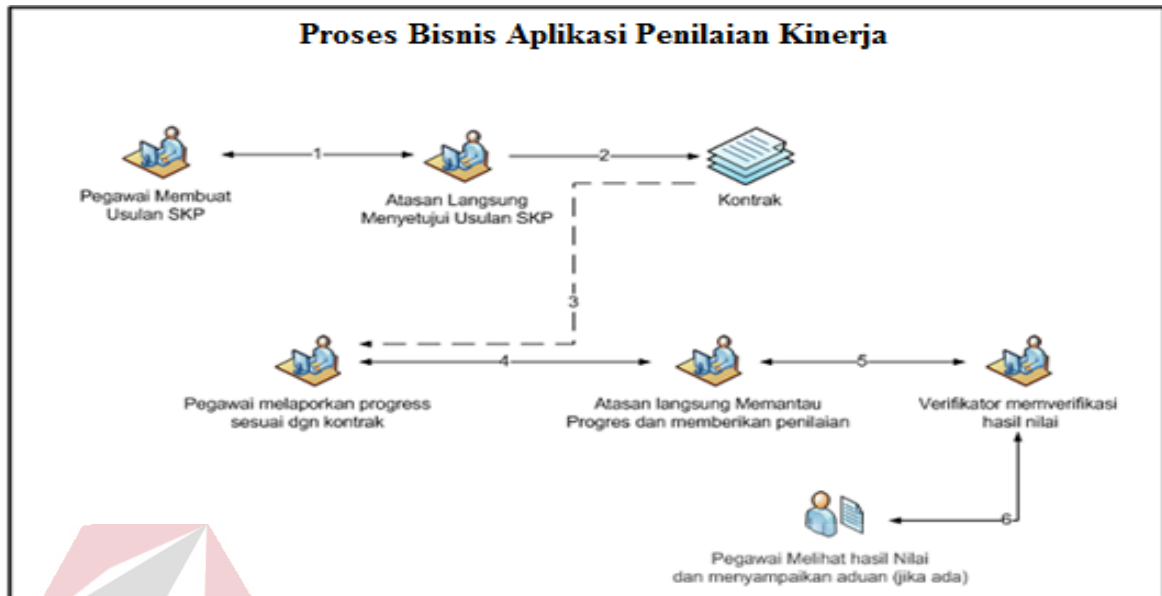 Proses Bisnis Aplikasi Penilaian Kinerja
1
2
Pegawai Membuat
Usulan SKP
Atasan Langsung
Menyetujui Usulan SKP
Kontrak
3
4
5
Pegawai melaporkan progress
sesuai dgn kontrak
Atasan langsung Memantau
Progres dan memberikan penilaian
Verifikator memverifikasi
hasil nilai
6
Pegawai Melihat hasil Nilai
dan menyampaikan aduan (jika ada)